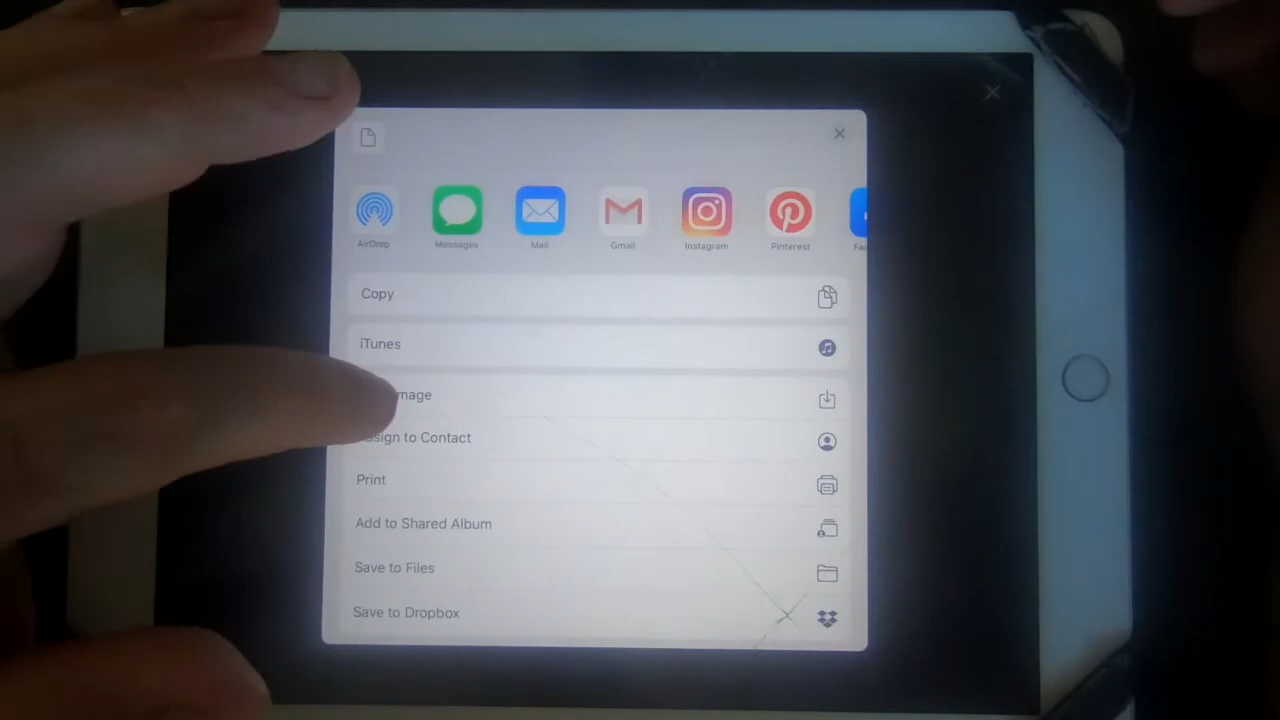 AirDrop
Messages
Mail
Gmail
Instagram
Pinterest
Fac
Copy
iTunes
mage
ssign to Contact
Print
Add to Shared Album
Save to Files
Save to Dropbox